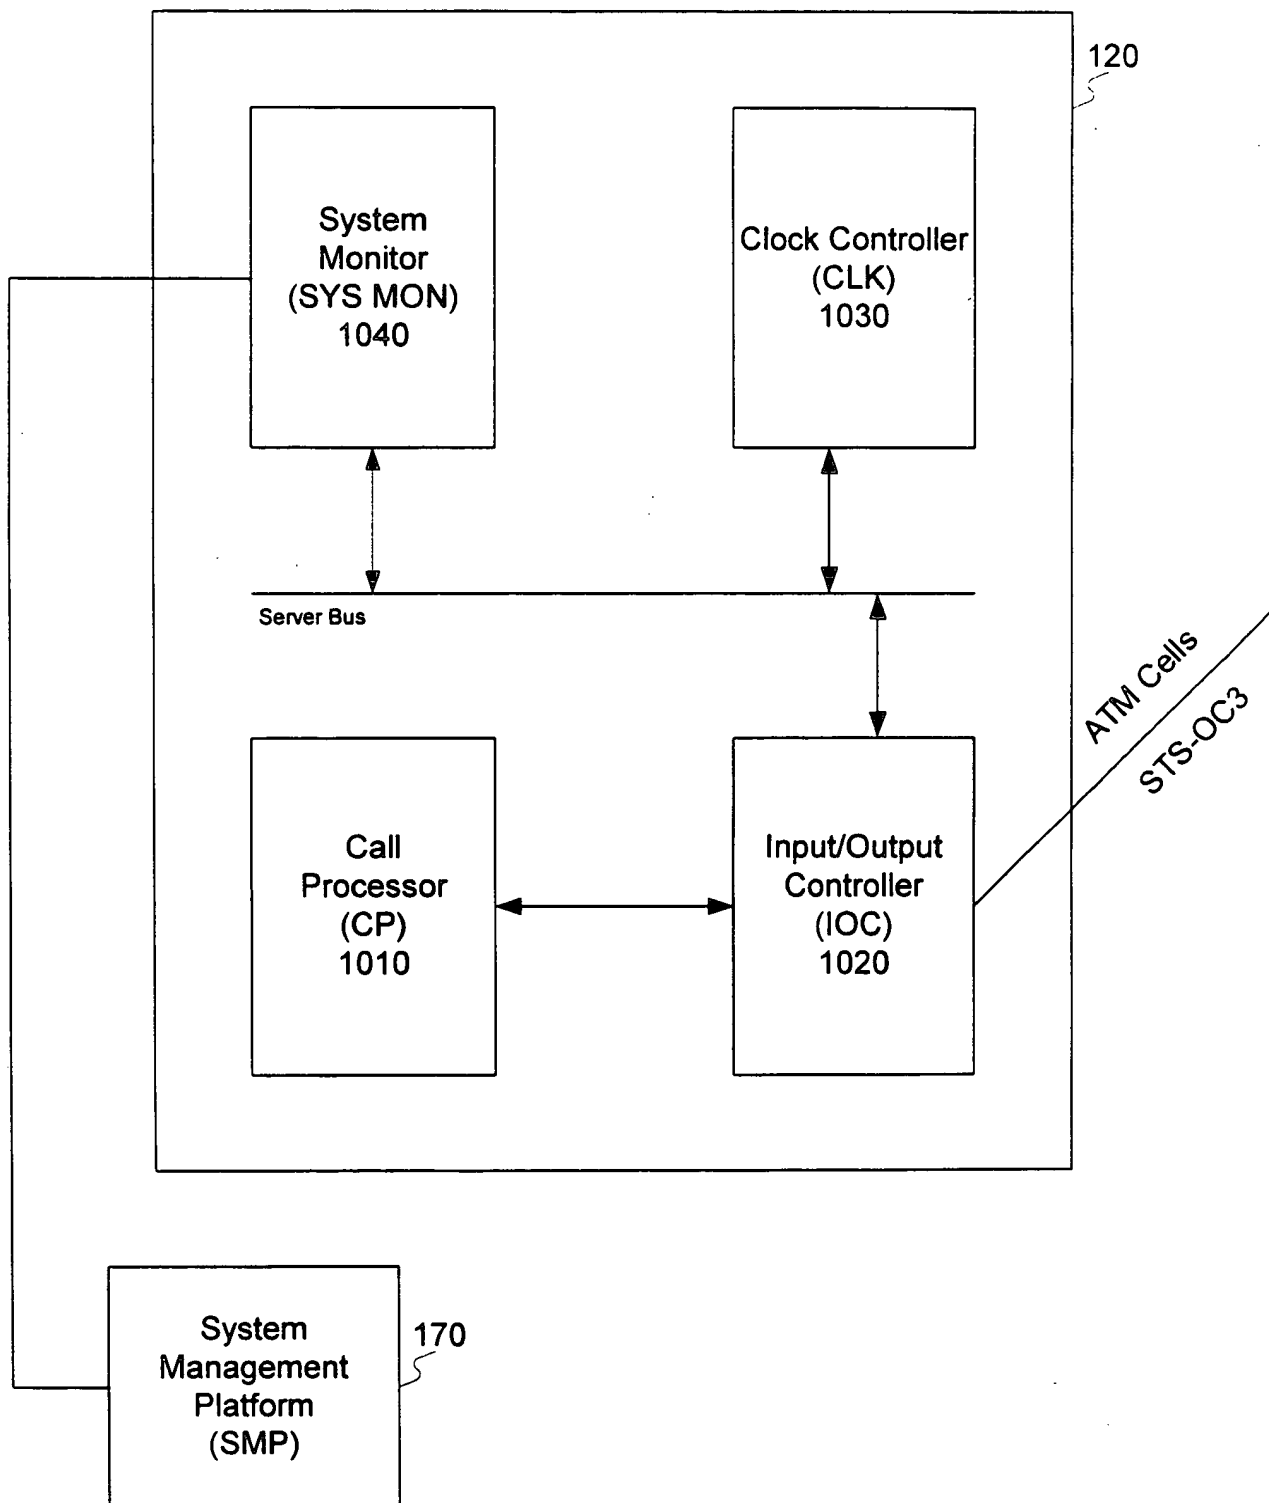 120
System
Monitor
(SYS MON)
1040
Clock Controller
(CLK)
1030
Server Bus
ATM Cells
STS-OC3
Call
Processor
(CP)
1010
Input/Output
Controller
(IOC)
1020
System
Management
Platform
(SMP)
170